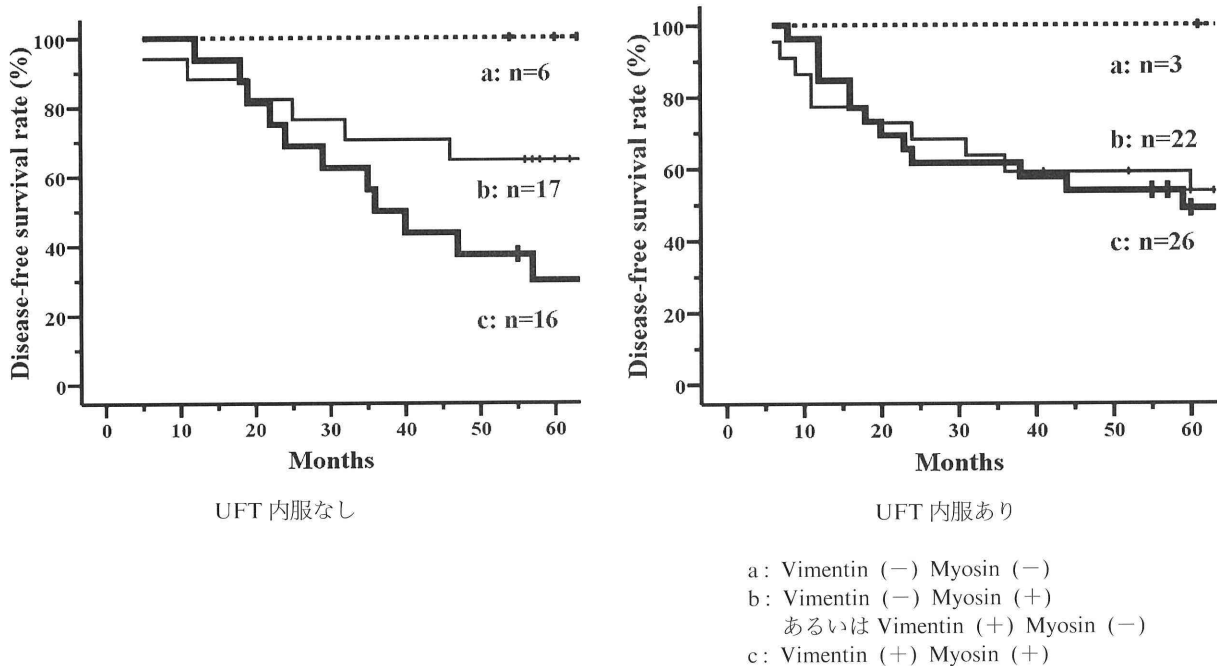 Disease-free survival rate (%)
100
80
60
40
20
0
a: n=6
b: n=17
c: n=16
0 10 20 30 40 50 60
Months
UFT 内服なし
Disease-free survival rate (%)
100
80
60
40
20
0
a: n=3
b: n=22
c: n=26
0 10 20 30 40 50 60
Months
UFT 内服あり
a : Vimentin (−) Myosin (−)
b : Vimentin (−) Myosin (+)
あるいは Vimentin (+) Myosin (−)
c : Vimentin (+) Myosin (+)